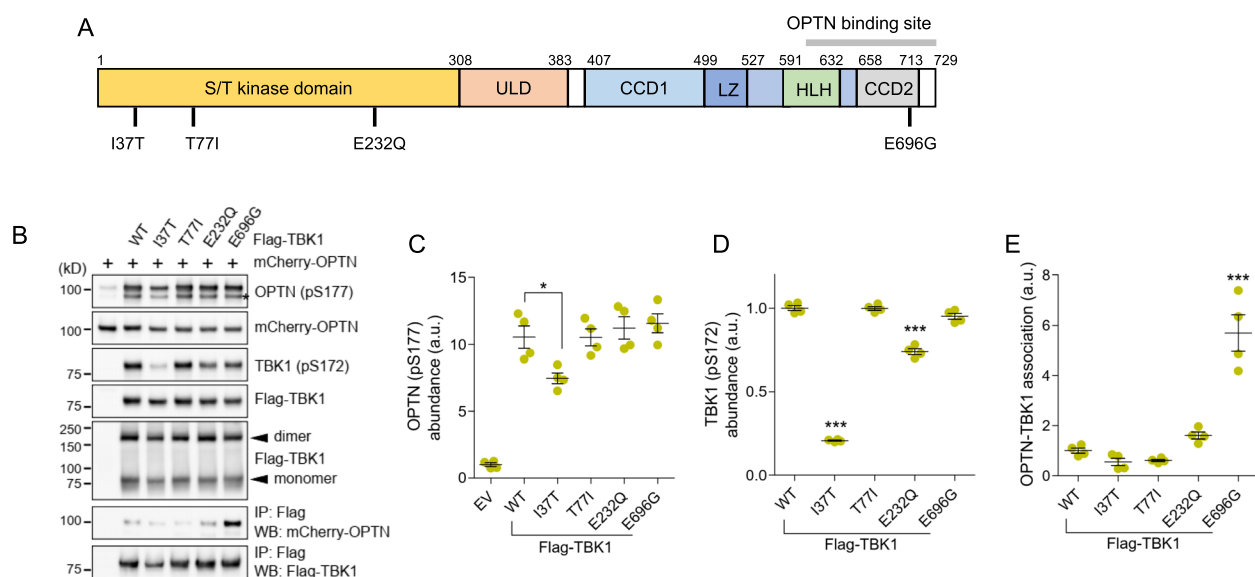 A
OPTN binding site
1 308 383 407 499 527 591 632 658 713 729
S/T kinase domain ULD CCD1 LZ HLH CCD2
I37T T77I E232Q E696G
B
WT I37T T77I E232Q E696G Flag-TBK1
(kD) + + + + + + mCherry-OPTN
100 OPTN (pS177)
*
100 mCherry-OPTN
75 TBK1 (pS172)
75 Flag-TBK1
250
150 dimer
Flag-TBK1
100
75 monomer
100 IP: Flag
WB: mCherry-OPTN
75 IP: Flag
WB: Flag-TBK1
C
OPTN (pS177)
abundance (a.u.)
15
10
5
0
*
EV WT I37T T77I E232Q E696G
Flag-TBK1
D
TBK1 (pS172)
abundance (a.u.)
1.0
0.5
0.0
***
***
WT I37T T77I E232Q E696G
Flag-TBK1
E
OPTN-TBK1 association (a.u.)
8
6
4
2
0
***
WT I37T T77I E232Q E696G
Flag-TBK1